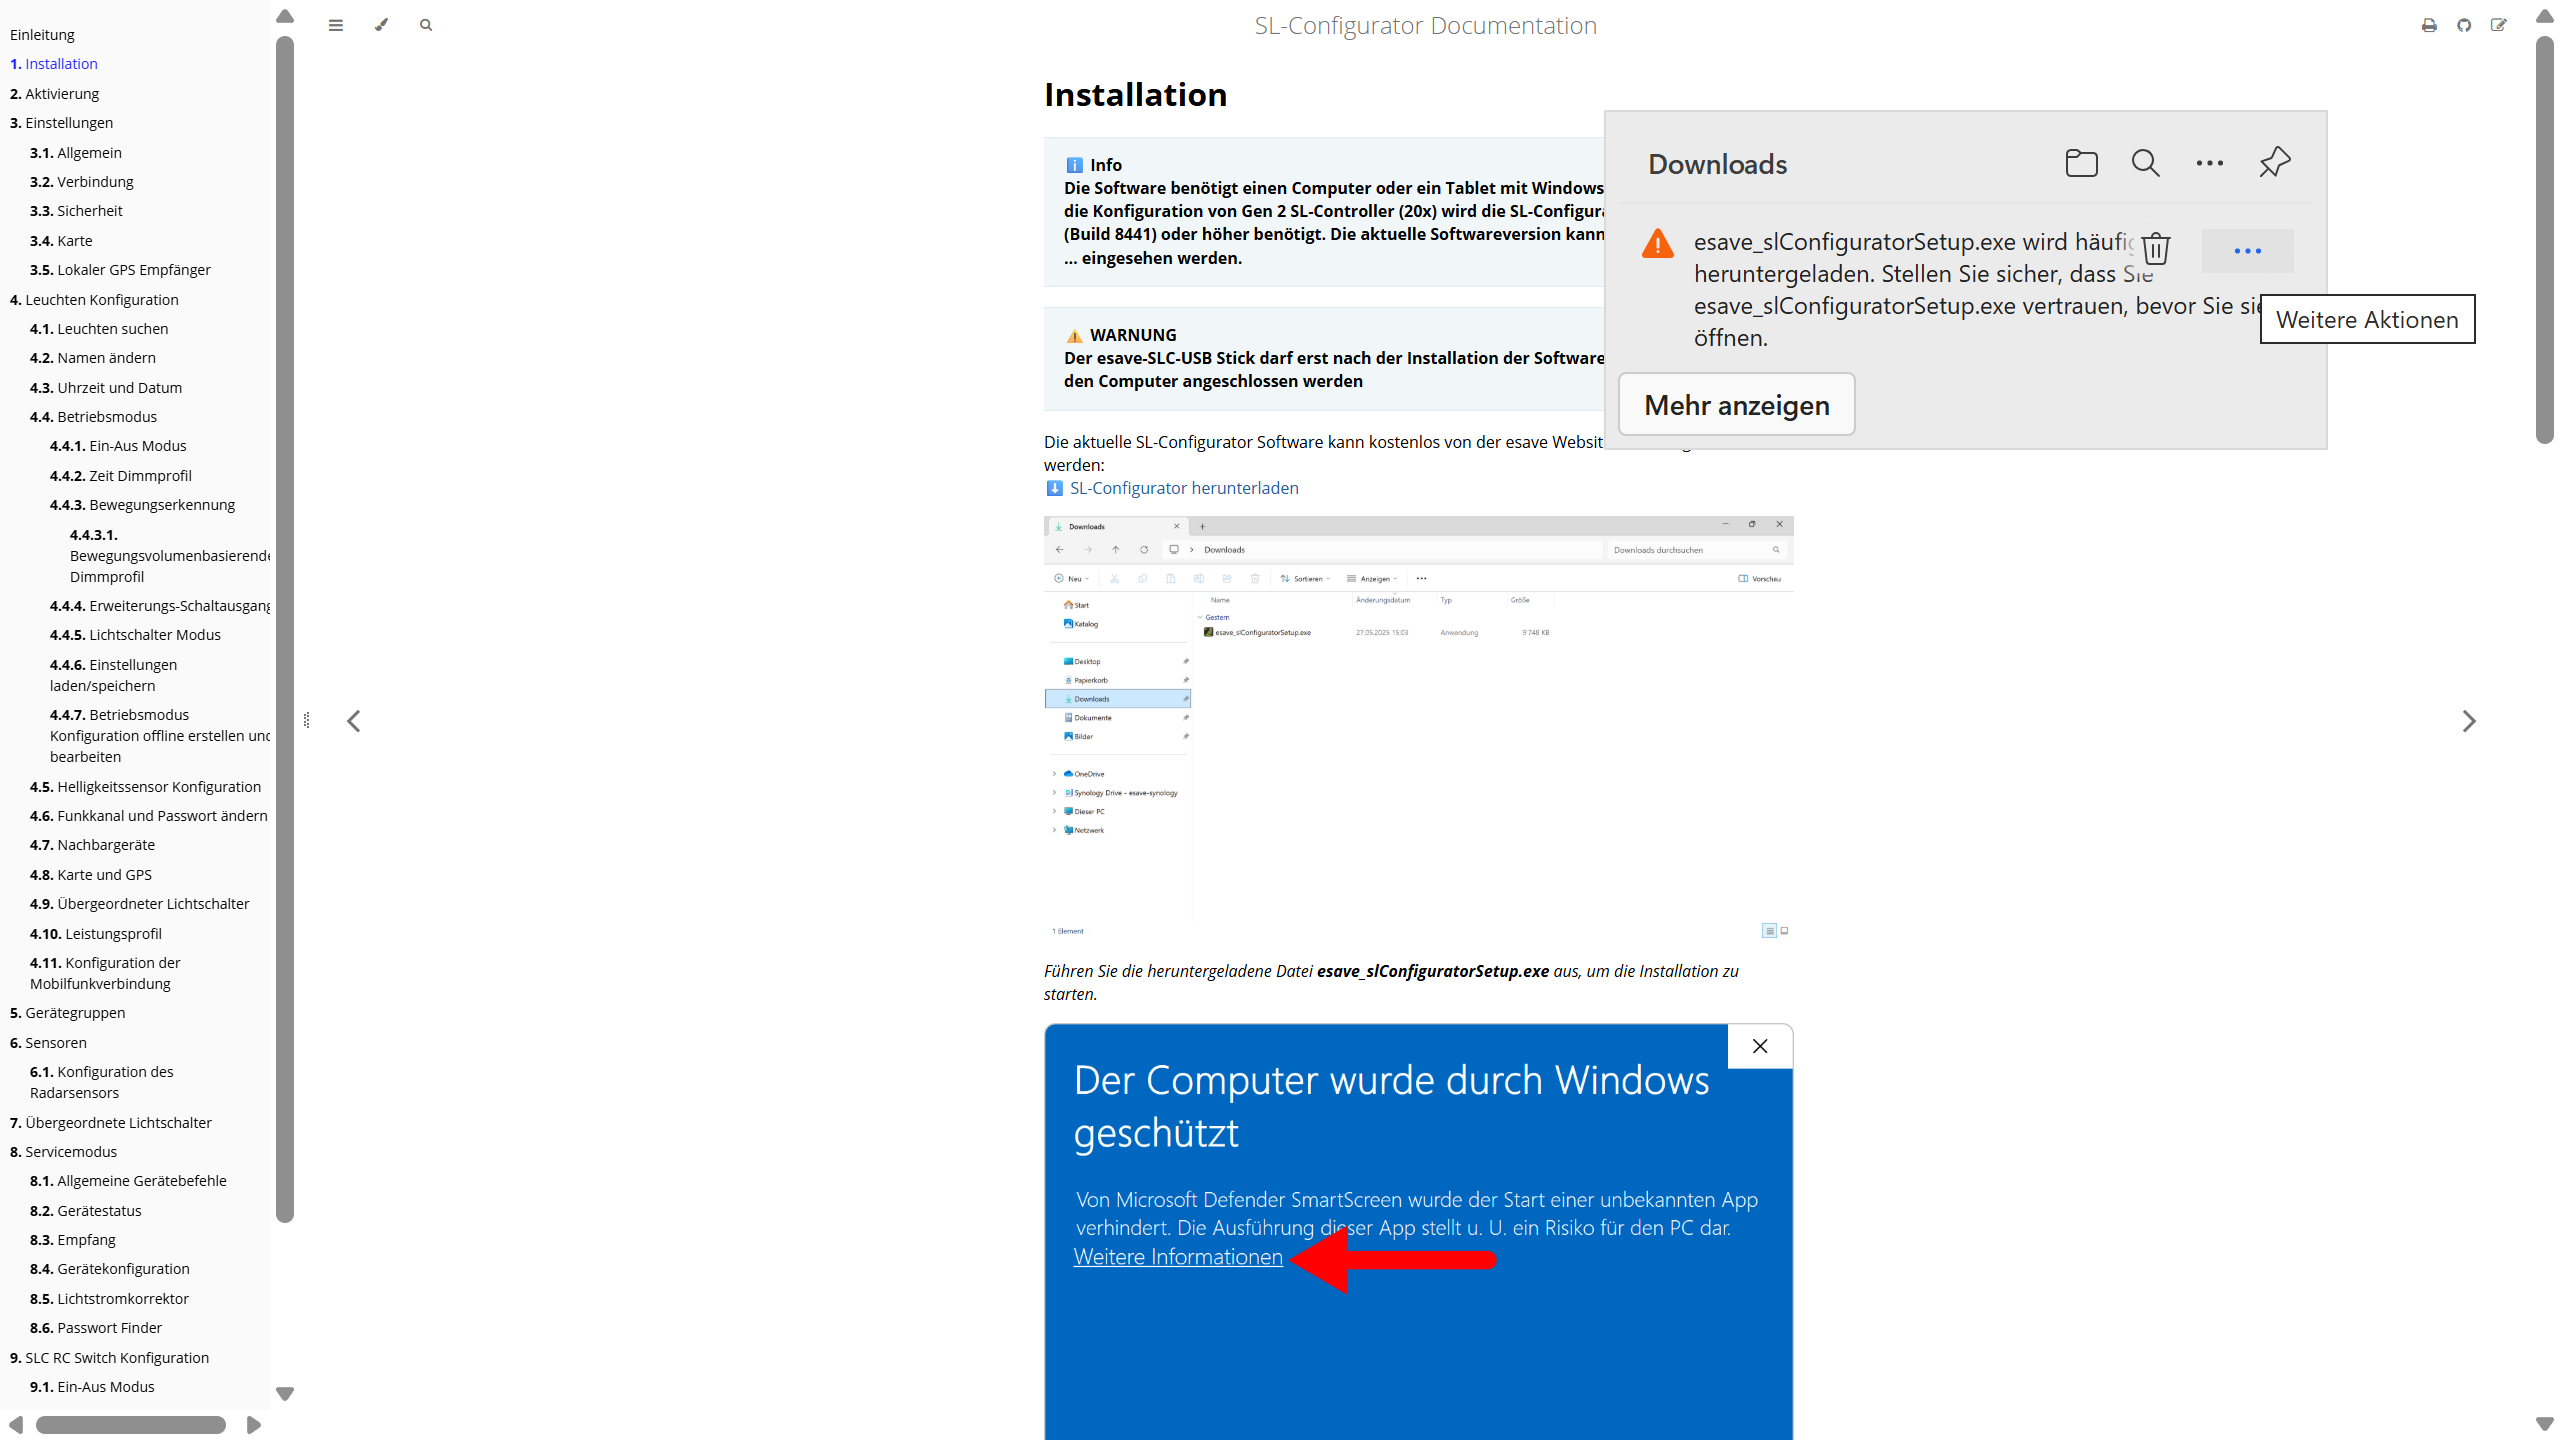 SL-Configurator Documentation
Einleitung
1. Installation
2. Aktivierung
3. Einstellungen
3.1. Allgemein
3.2. Verbindung
3.3. Sicherheit
3.4. Karte
3.5. Lokaler GPS Empfänger
4. Leuchten Konfiguration
4.1. Leuchten suchen
4.2. Namen ändern
4.3. Uhrzeit und Datum
4.4. Betriebsmodus
4.4.1. Ein-Aus Modus
4.4.2. Zeit Dimmprofil
4.4.3. Bewegungserkennung
4.4.3.1.
Bewegungsvolumenbasierende
Dimmprofil
4.4.4. Erweiterungs-Schaltausgang
4.4.5. Lichtschalter Modus
4.4.6. Einstellungen
laden/speichern
4.4.7. Betriebsmodus
Konfiguration offline erstellen und
bearbeiten
4.5. Helligkeitssensor Konfiguration
4.6. Funkkanal und Passwort ändern
4.7. Nachbargeräte
4.8. Karte und GPS
4.9. Übergeordneter Lichtschalter
4.10. Leistungsprofil
4.11. Konfiguration der
Mobilfunkverbindung
5. Gerätegruppen
6. Sensoren
6.1. Konfiguration des
Radarsensors
7. Übergeordnete Lichtschalter
8. Servicemodus
8.1. Allgemeine Gerätebefehle
8.2. Gerätestatus
8.3. Empfang
8.4. Gerätekonfiguration
8.5. Lichtstromkorrektor
8.6. Passwort Finder
9. SLC RC Switch Konfiguration
9.1. Ein-Aus Modus
Installation
Info
Die Software benötigt einen Computer oder ein Tablet mit Windows
die Konfiguration von Gen 2 SL-Controller (20x) wird die SL-Configura
(Build 8441) oder höher benötigt. Die aktuelle Softwareversion kann
... eingesehen werden.
WARNUNG
Der esave-SLC-USB Stick darf erst nach der Installation der Software
den Computer angeschlossen werden
Die aktuelle SL-Configurator Software kann kostenlos von der esave Websit
werden:
SL-Configurator herunterladen
Downloads
esave_slConfiguratorSetup.exe wird häufig
heruntergeladen. Stellen Sie sicher, dass Sie
esave_slConfiguratorSetup.exe vertrauen, bevor Sie sie
öffnen.
Weitere Aktionen
Mehr anzeigen
Downloads
Downloads
Downloads durchsuchen
Neu
Sortieren
Anzeigen
Vorschau
Name
Änderungsdatum
Typ
Größe
Gestern
esave_slConfiguratorSetup.exe
27.05.2025 15:03
Anwendung
9'748 KB
Start
Katalog
Desktop
Papierkorb
Downloads
Dokumente
Bilder
OneDrive
Synology Drive - esave-synology
Dieser PC
Netzwerk
1 Element
Führen Sie die heruntergeladene Datei esave_slConfiguratorSetup.exe aus, um die Installation zu
starten.
Der Computer wurde durch Windows
geschützt
Von Microsoft Defender SmartScreen wurde der Start einer unbekannten App
verhindert. Die Ausführung dieser App stellt u. U. ein Risiko für den PC dar.
Weitere Informationen